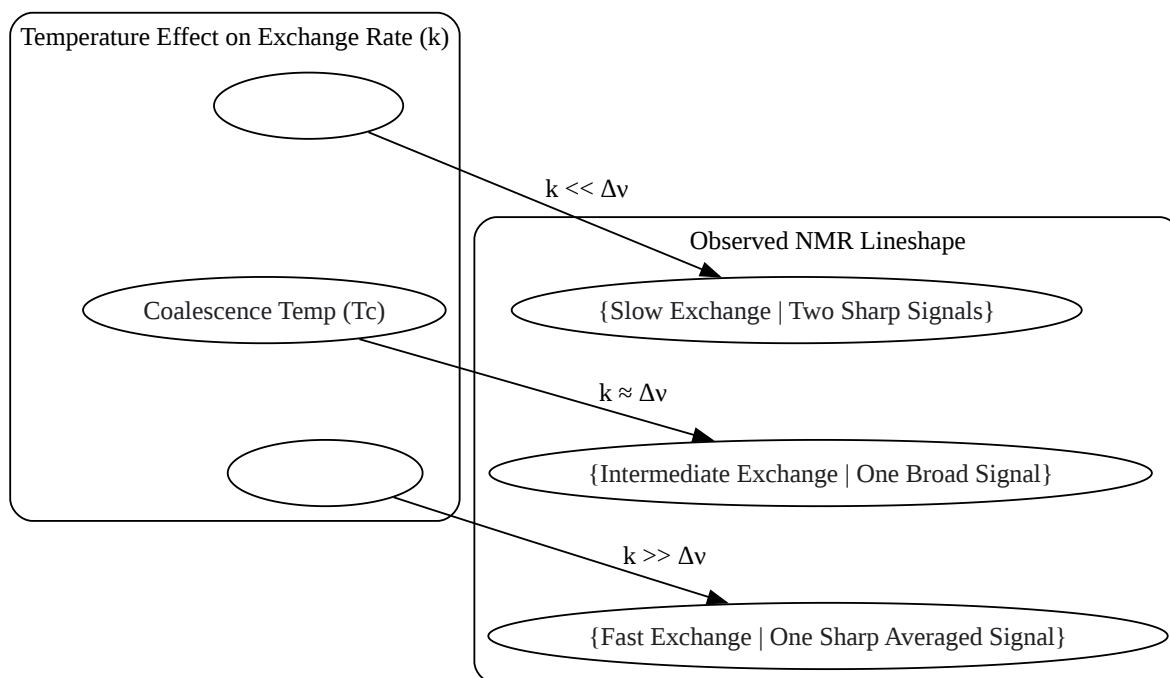 Temperature Effect on Exchange Rate (k)
k << Δν
Observed NMR Lineshape
Coalescence Temp (Tc)
{Slow Exchange | Two Sharp Signals}
k ≈ Δν
{Intermediate Exchange | One Broad Signal}
k >> Δν
{Fast Exchange | One Sharp Averaged Signal}